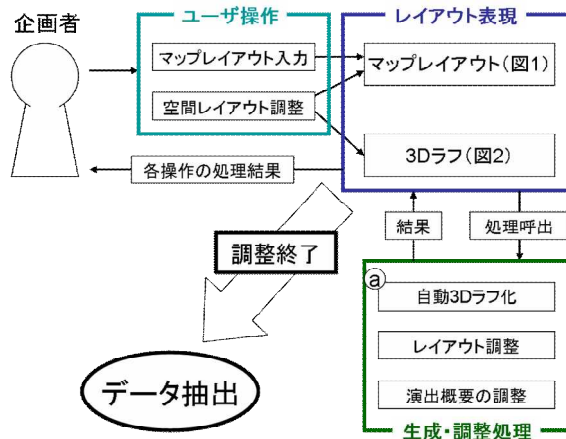 企画者
ユーザ操作
マップレイアウト入力
空間レイアウト調整
レイアウト表現
マップレイアウト(図1)
3Dラフ(図2)
各操作の処理結果
結果
処理呼出
調整終了
データ抽出
a
自動3Dラフ化
レイアウト調整
演出概要の調整
生成・調整処理